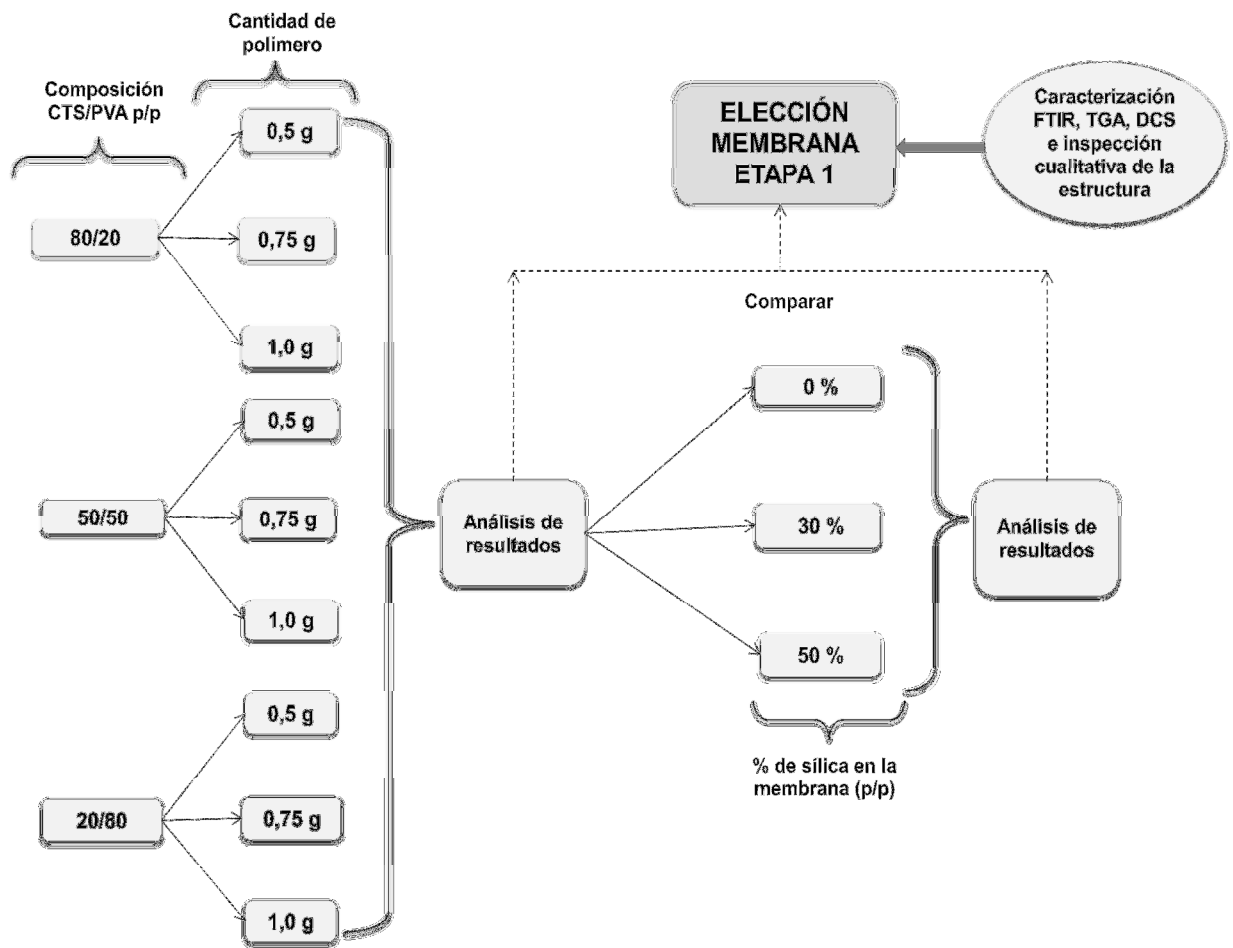 Cantidad de
polímero
Composición
CTS/PVA p/p
80/20
0,5 g
0,75 g
1,0 g
50/50
0,5 g
0,75 g
1,0 g
20/80
0,5 g
0,75 g
1,0 g
Análisis de
resultados
0 %
30 %
50 %
% de sílica en la
membrana (p/p)
Análisis de
resultados
Comparar
ELECCIÓN
MEMBRANA
ETAPA 1
Caracterización
FTIR, TGA, DCS
e inspección
cualitativa de la
estructura